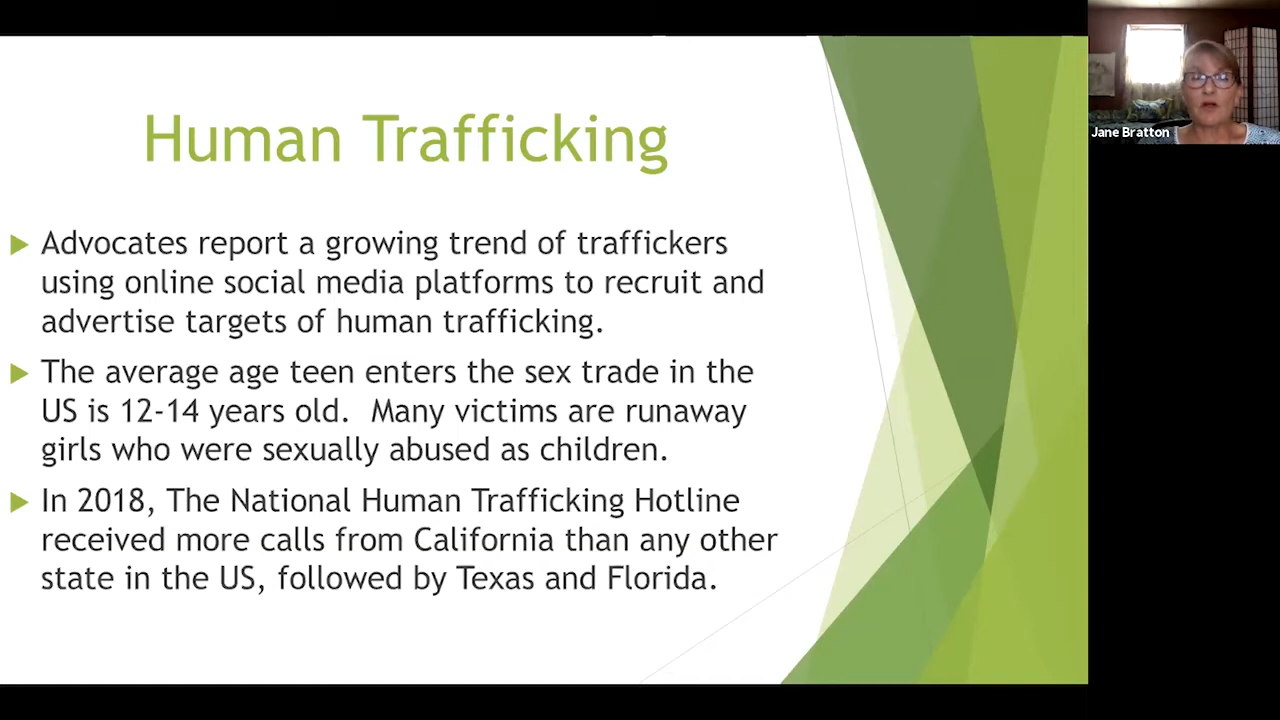 Human Trafficking
Advocates report a growing trend of traffickers
using online social media platforms to recruit and
advertise targets of human trafficking.
The average age teen enters the sex trade in the
US is 12-14 years old.  Many victims are runaway
girls who were sexually abused as children.
In 2018, The National Human Trafficking Hotline
received more calls from California than any other
state in the US, followed by Texas and Florida.
Jane Bratton